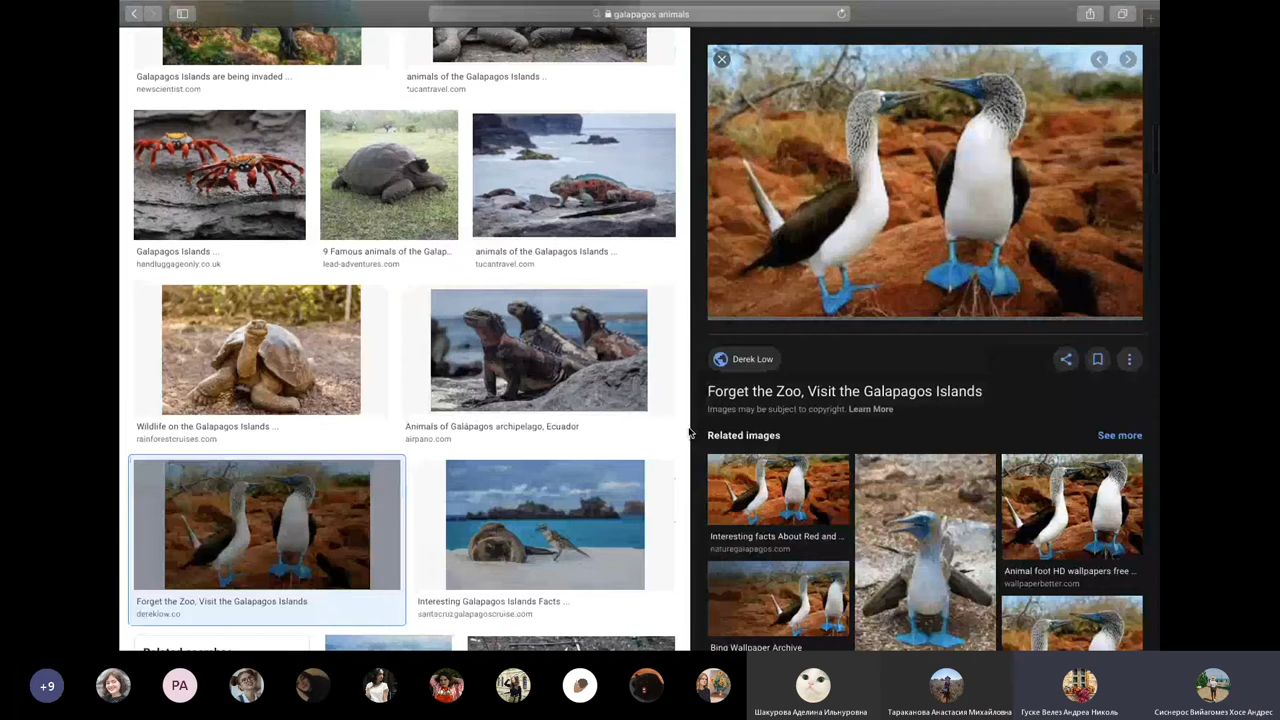 galapagos animals
Galapagos Islands are being invaded ...
newscientist.com
animals of the Galapagos Islands ..
tucantravel.com
Galapagos Islands ...
handluggageonly.co.uk
9 Famous animals of the Galap..
lead-adventures.com
animals of the Galapagos Islands ...
tucantravel.com
Wildlife on the Galapagos Islands ...
rainforestcruises.com
Animals of Galápagos archipelago, Ecuador
airpano.com
Forget the Zoo, Visit the Galapagos Islands
dereklow.co
Interesting Galapagos Islands Facts ...
santacruzgalapagoscruise.com
Derek Low
Forget the Zoo, Visit the Galapagos Islands
Images may be subject to copyright. Learn More
Related images
See more
Interesting facts About Red and ...
naturegalapagos.com
Animal foot HD wallpapers free ...
wallpaperbetter.com
Bing Wallpaper Archive
+9
PA
Шакурова Аделина Ильнуровна
Тараканова Анастасия Михайловна
Гуске Велез Андреа Николь
Сиснерос Вийагомез Хосе Андрес